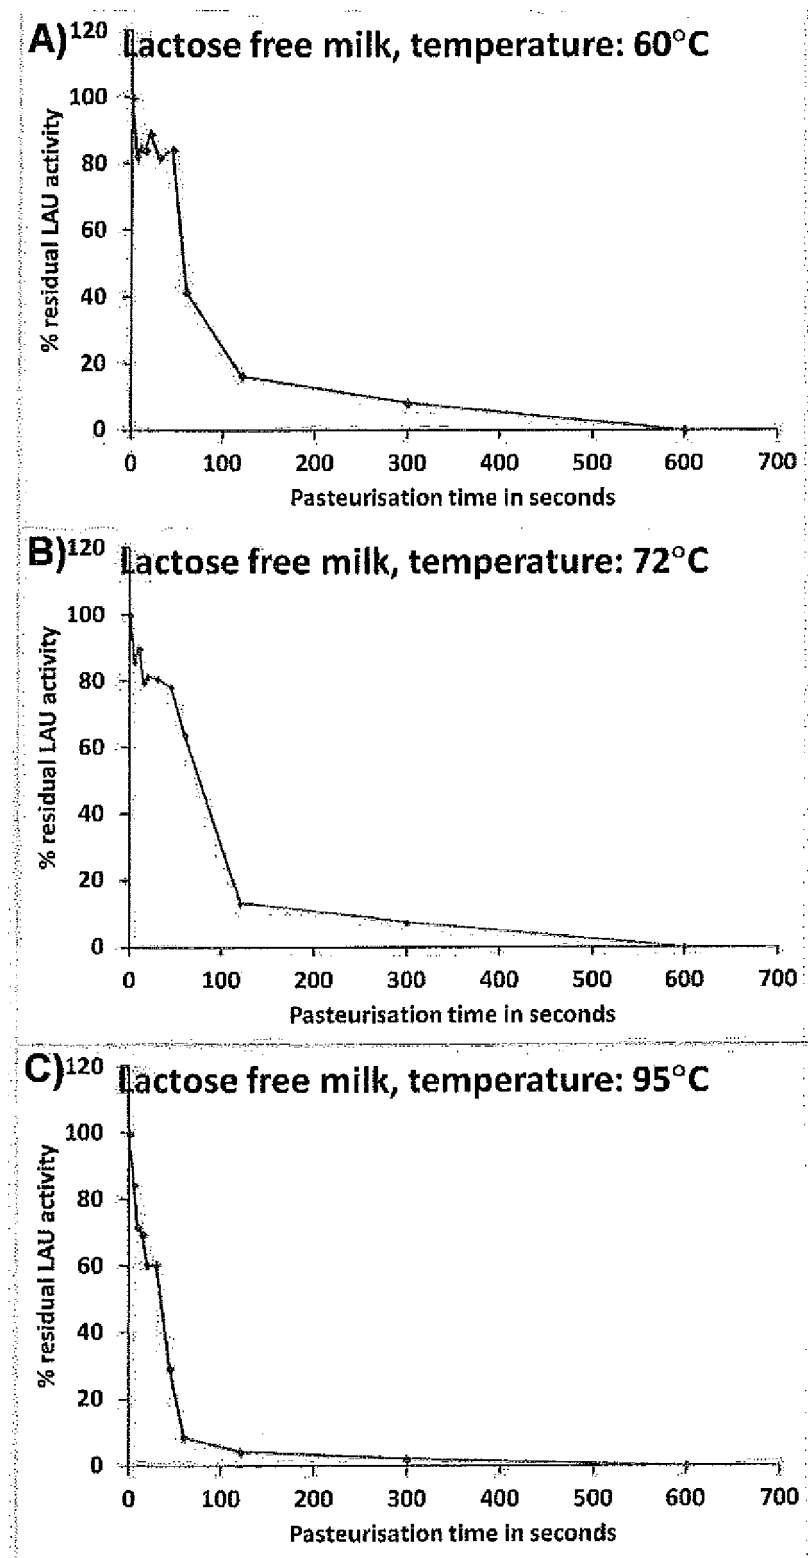 A) Lactose free milk, temperature: 60°C
120
100
80
60
40
20
0
% residual LAU activity
0 100 200 300 400 500 600 700
Pasteurisation time in seconds
B) Lactose free milk, temperature: 72°C
120
100
80
60
40
20
0
% residual LAU activity
0 100 200 300 400 500 600 700
Pasteurisation time in seconds
C) Lactose free milk, temperature: 95°C
120
100
80
60
40
20
0
% residual LAU activity
0 100 200 300 400 500 600 700
Pasteurisation time in seconds